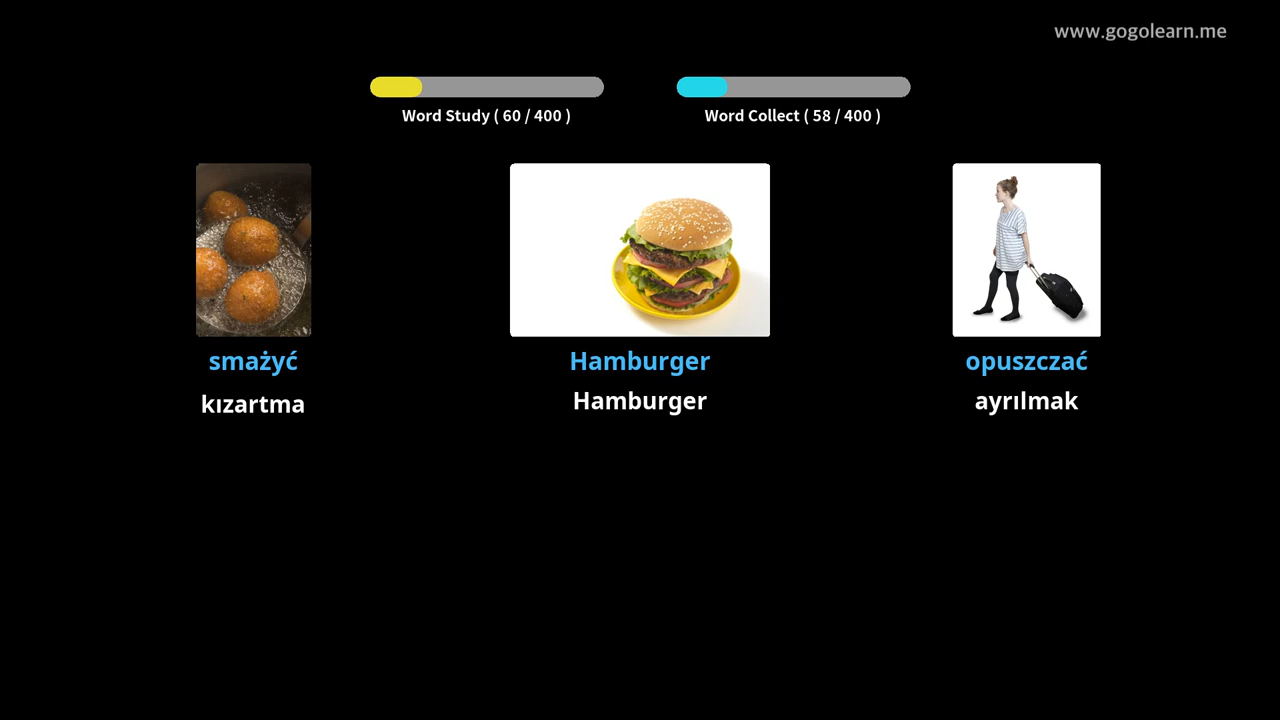 www.gogolearn.me
Word Study ( 60 / 400 )
Word Collect ( 58 / 400 )
smażyć
kızartma
Hamburger
Hamburger
opuszczać
ayrılmak